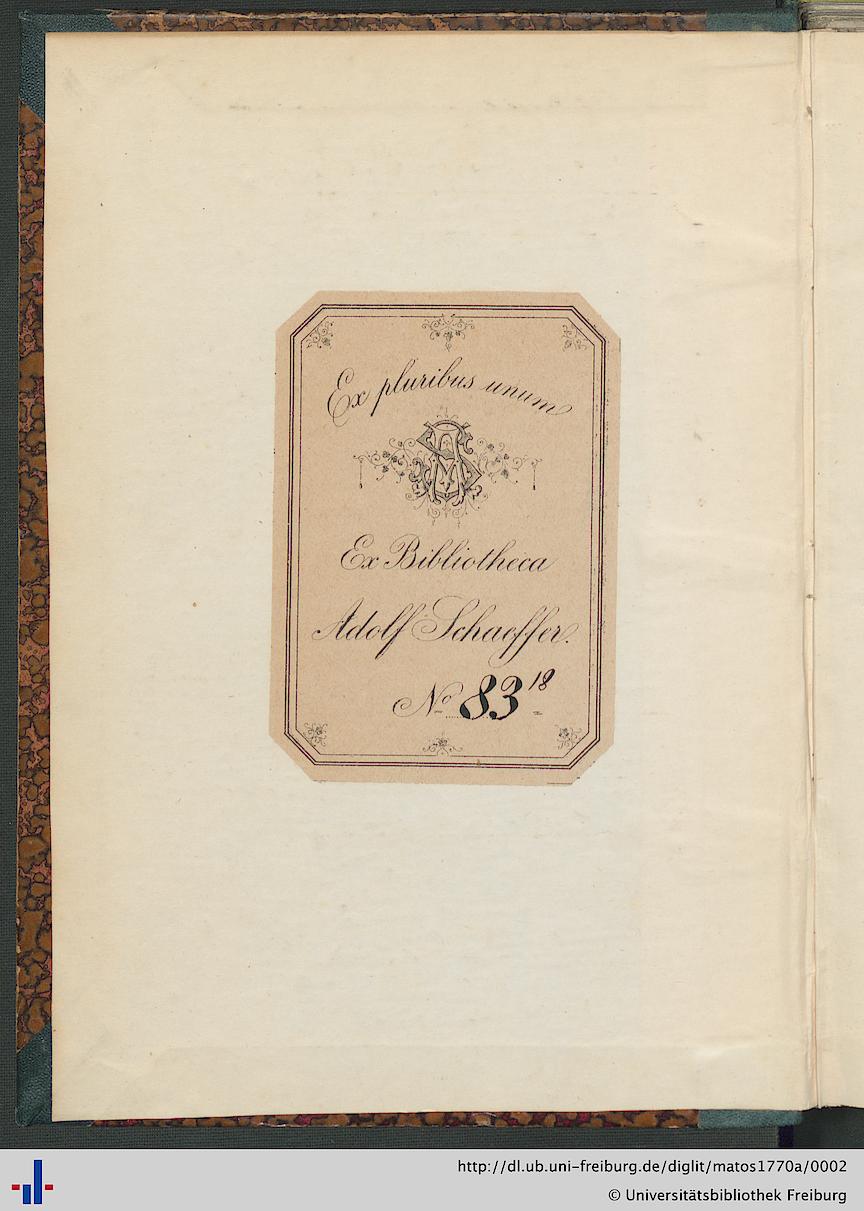 Ex pluribus unum
Ex Bibliotheca
Adolf Schaeffer.
No 83 18
http://dl.ub.uni-freiburg.de/diglit/matos1770a/0002
© Universitätsbibliothek Freiburg